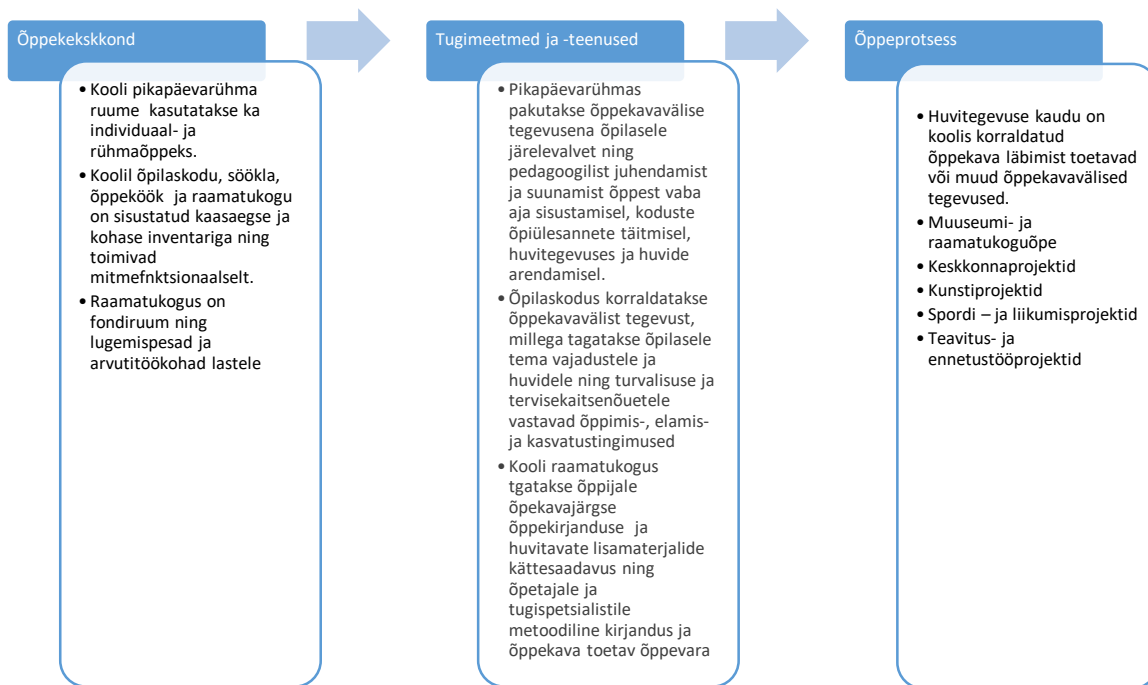 Õppekekskkond
• Kooli pikapäevarühma
ruume kasutatakse ka
individuaal- ja
rühmaõppeks.
• Koolil õpilaskodu, söökla,
õppeköök ja raamatukogu
on sisustatud kaasaegse ja
kohase inventariga ning
toimivad
mitmefnktsionaalselt.
• Raamatukogus on
fondiruum ning
lugemispesad ja
arvutitöökohad lastele
Tugimeetmed ja -teenused
• Pikapäevarühmas
pakutakse õppekavavälise
tegevusena õpilasele
järelevalvet ning
pedagoogilist juhendamist
ja suunamist õppest vaba
aja sisustamisel, koduste
õpiülesannete täitmisel,
huvitegevuses ja huvide
arendamisel.
• Õpilaskodus korraldatakse
õppekavavälist tegevust,
millega tagatakse õpilasele
tema vajadustele ja
huvidele ning turvalisuse ja
tervisekaitsenõuetele
vastavad õppimis-, elamis-
ja kasvatustingimused
• Kooli raamatukogus
tgatakse õppijale
õpekavajärgse
õppekirjanduse ja
huvitavate lisamaterjalide
kättesaadavus ning
õpetajale ja
tugispetsialistile
metoodiline kirjandus ja
õppekava toetav õppevara
Õppeprotsess
• Huvitegevuse kaudu on
koolis korraldatud
õppekava läbimist toetavad
või muud õppekavavälised
tegevused.
• Muuseumi- ja
raamatukoguõpe
• Keskkonnaprojektid
• Kunstiprojektid
• Spordi – ja liikumisprojektid
• Teavitus- ja
ennetustööprojektid